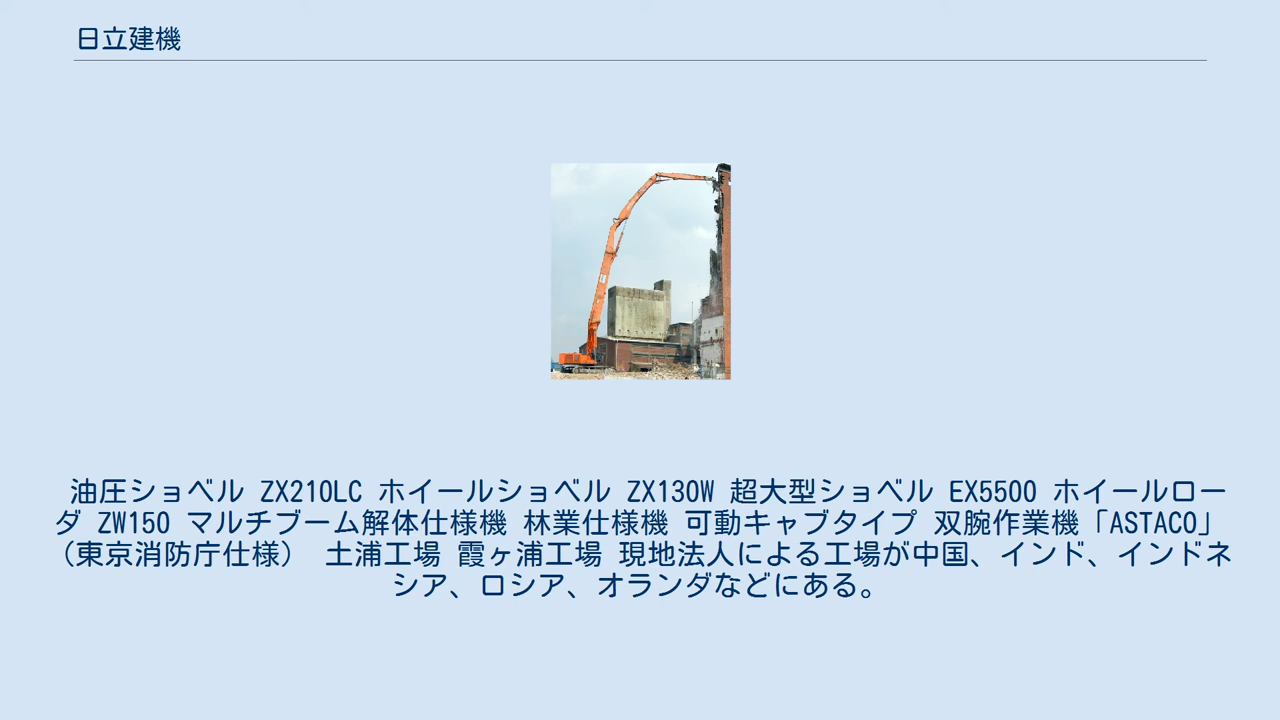 日立建機
油圧ショベル ZX210LC ホイールショベル ZX130W 超大型ショベル EX5500 ホイールロー
ダ ZW150 マルチブーム解体仕様機 林業仕様機 可動キャブタイプ 双腕作業機「ASTACO」
（東京消防庁仕様） 土浦工場 霞ヶ浦工場 現地法人による工場が中国、インド、インドネ
シア、ロシア、オランダなどにある。